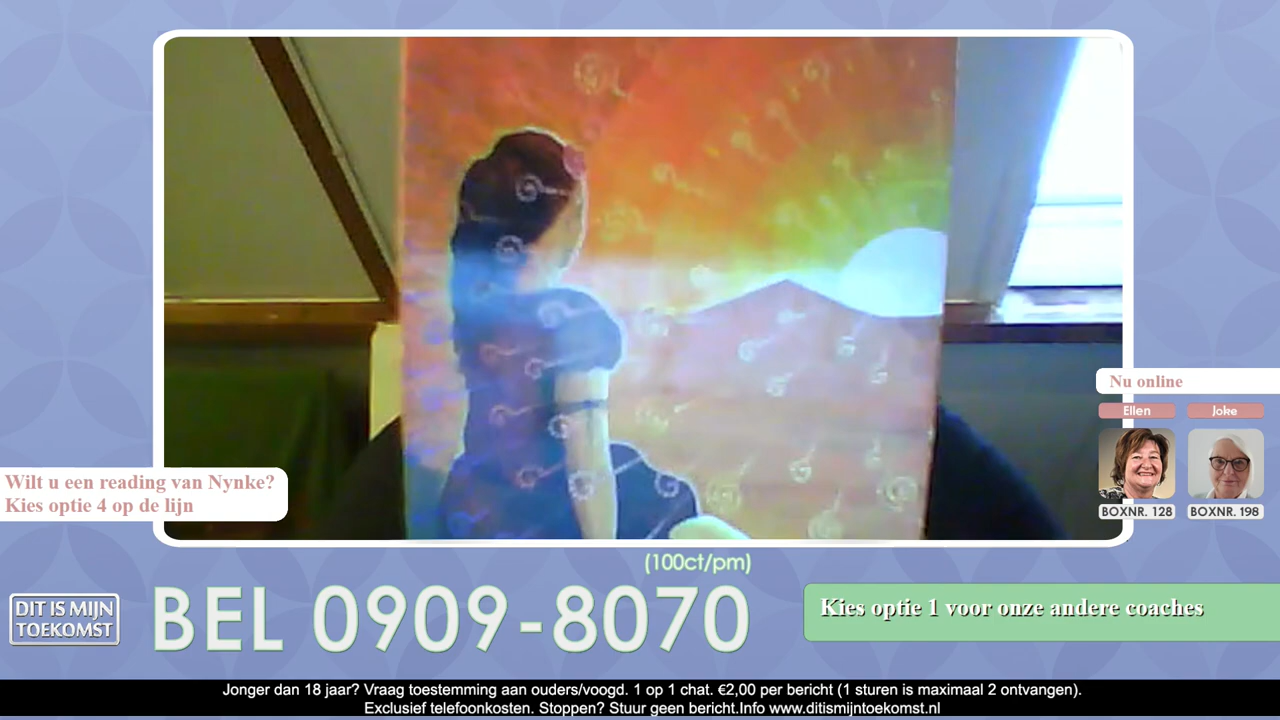 Nu online
Ellen
Joke
BOXNR. 128
BOXNR. 198
Wilt u een reading van Nynke?
Kies optie 4 op de lijn
(100ct/pm)
DIT IS MIJN
TOEKOMST
BEL 0909-8070
Kies optie 1 voor onze andere coaches
Jonger dan 18 jaar? Vraag toestemming aan ouders/voogd. 1 op 1 chat. €2,00 per bericht (1 sturen is maximaal 2 ontvangen).
Exclusief telefoonkosten. Stoppen? Stuur geen bericht.Info www.ditismijntoekomst.nl